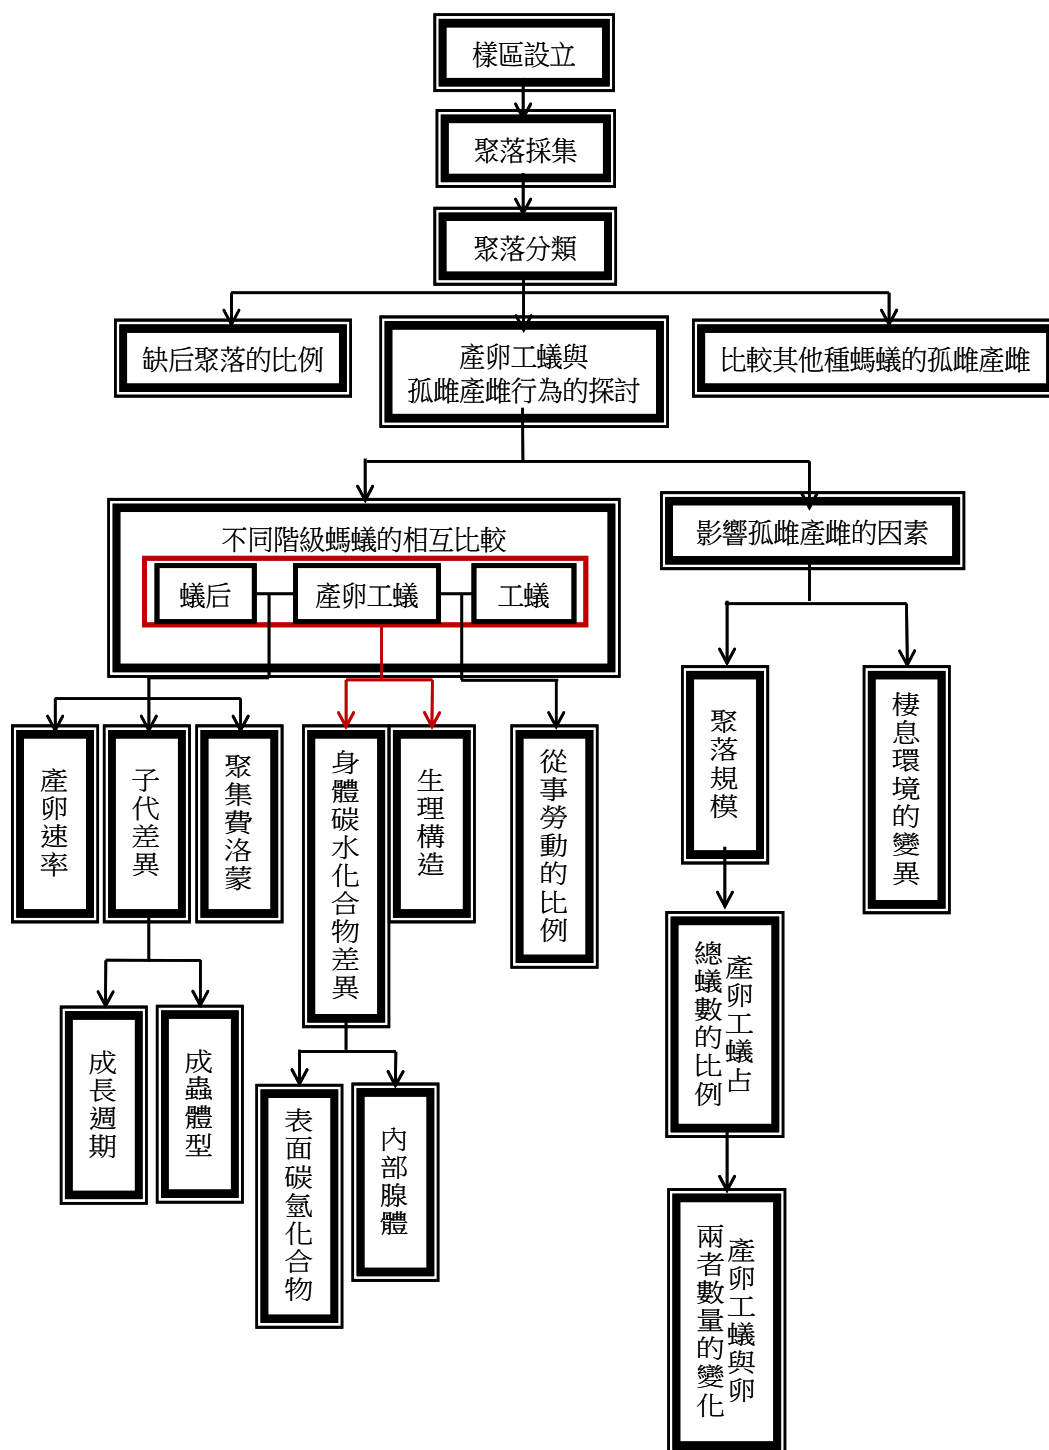 樣區設立
聚落採集
聚落分類
缺后聚落的比例
產卵工蟻與
孤雌產雌行為的探討
比較其他種螞蟻的孤雌產雌
不同階級螞蟻的相互比較
蟻后
產卵工蟻
工蟻
影響孤雌產雌的因素
產卵速率
子代差異
聚集費洛蒙
身體碳水化合物差異
生理構造
從事勞動的比例
聚落規模
棲息環境的變異
成長週期
成蟲體型
表面碳氫化合物
內部腺體
產卵工蟻占
總蟻數的比例
產卵工蟻與卵
兩者數量的變化